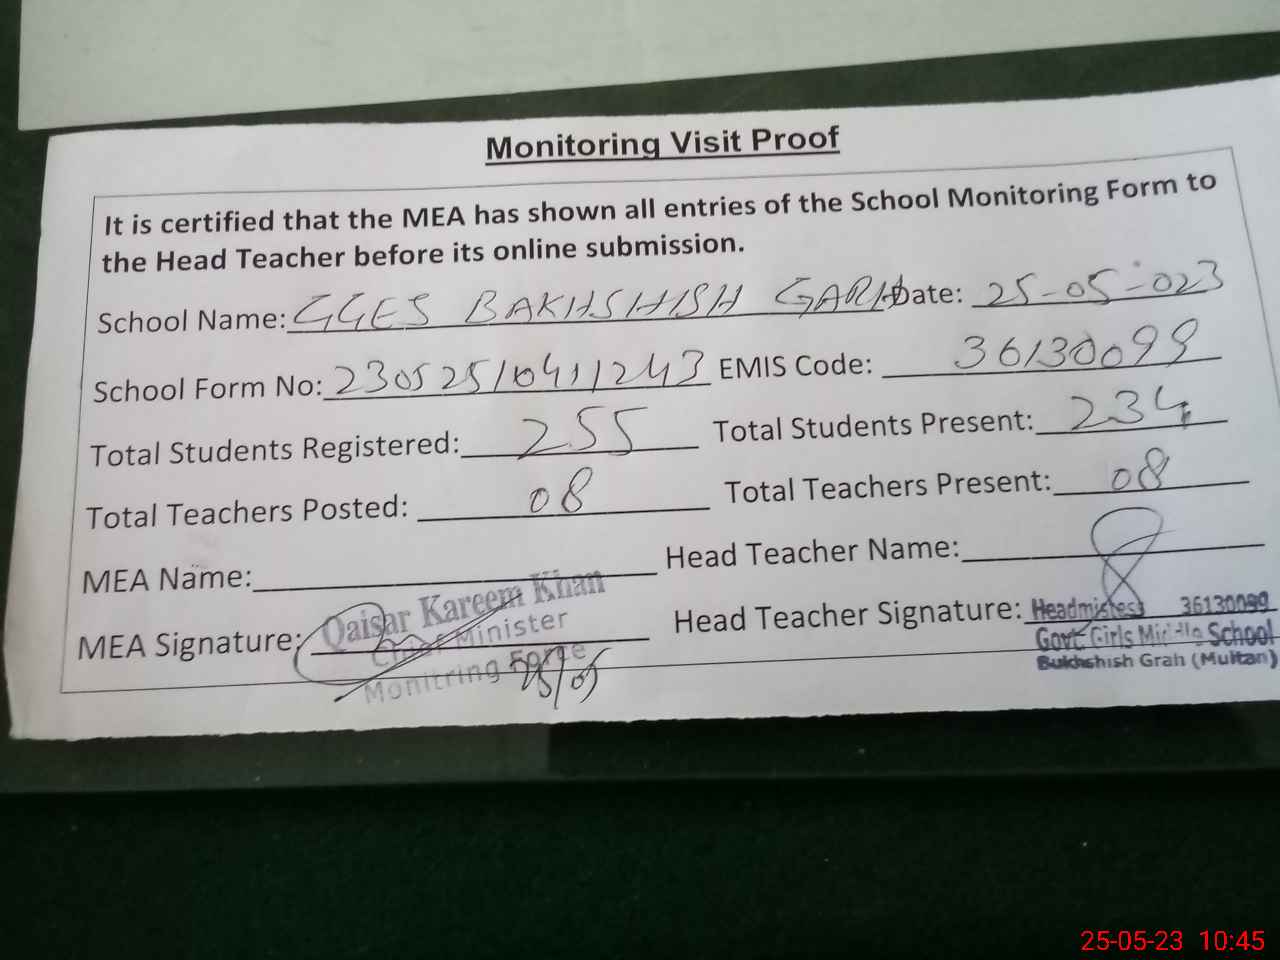 Monitoring Visit Proof
It is certified that the MEA has shown all entries of the School Monitoring Form to
the Head Teacher before its online submission.
School Name: GGES BAKHSHISH GARH Date: 25-05-023
School Form No: 230525104111243 EMIS Code: 36130099
Total Students Registered: 255 Total Students Present: 234
Total Teachers Posted: 08 Total Teachers Present: 08
MEA Name: Head Teacher Name:
Qaisar Kareem Khan
MEA Signature: Head Teacher Signature: Headmistess 36130099
Chief Minister Govt: Girls Middle School
Monitring Force Bukhshish Grah (Multan)
25/05
25-05-23 10:45